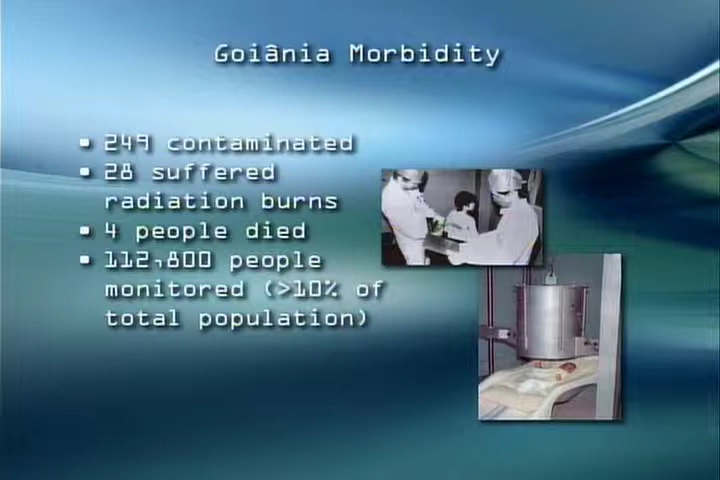 Goiânia Morbidity
▪ 249 contaminated
▪ 28 suffered
radiation burns
▪ 4 people died
▪ 112,800 people
monitored (>10% of
total population)